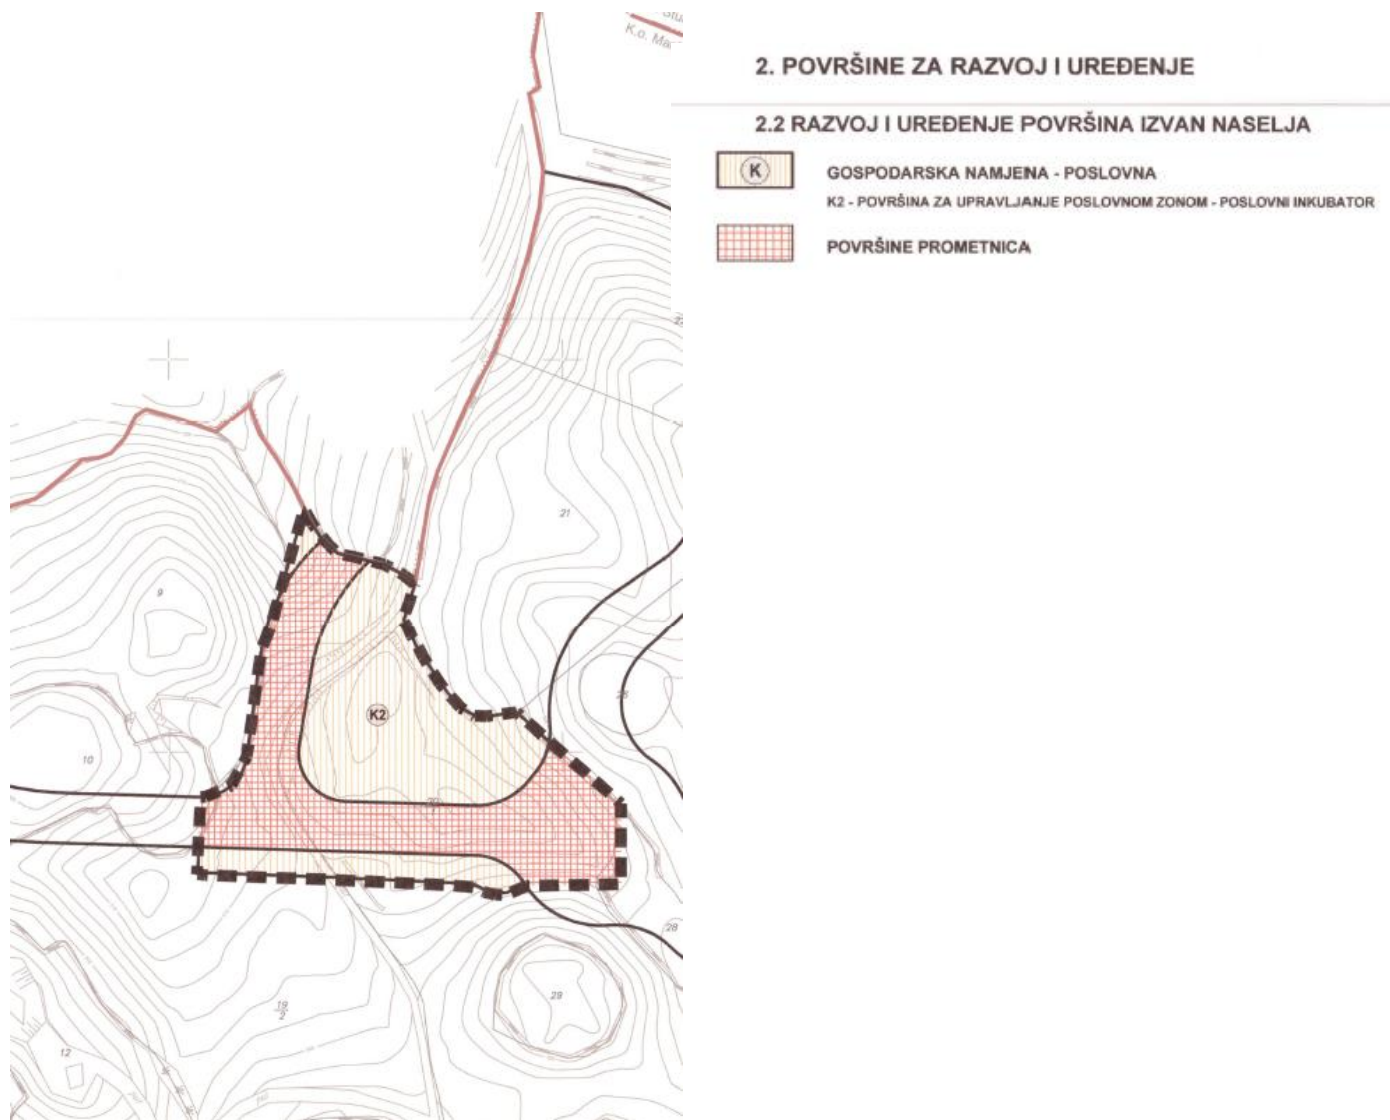 K.o. Ma
2. POVRŠINE ZA RAZVOJ I UREĐENJE
2.2 RAZVOJ I UREĐENJE POVRŠINA IZVAN NASELJA
K
GOSPODARSKA NAMJENA - POSLOVNA
K2 - POVRŠINA ZA UPRAVLJANJE POSLOVNOM ZONOM - POSLOVNI INKUBATOR
POVRŠINE PROMETNICA
21
9
K2
10
28
29
19
2
12